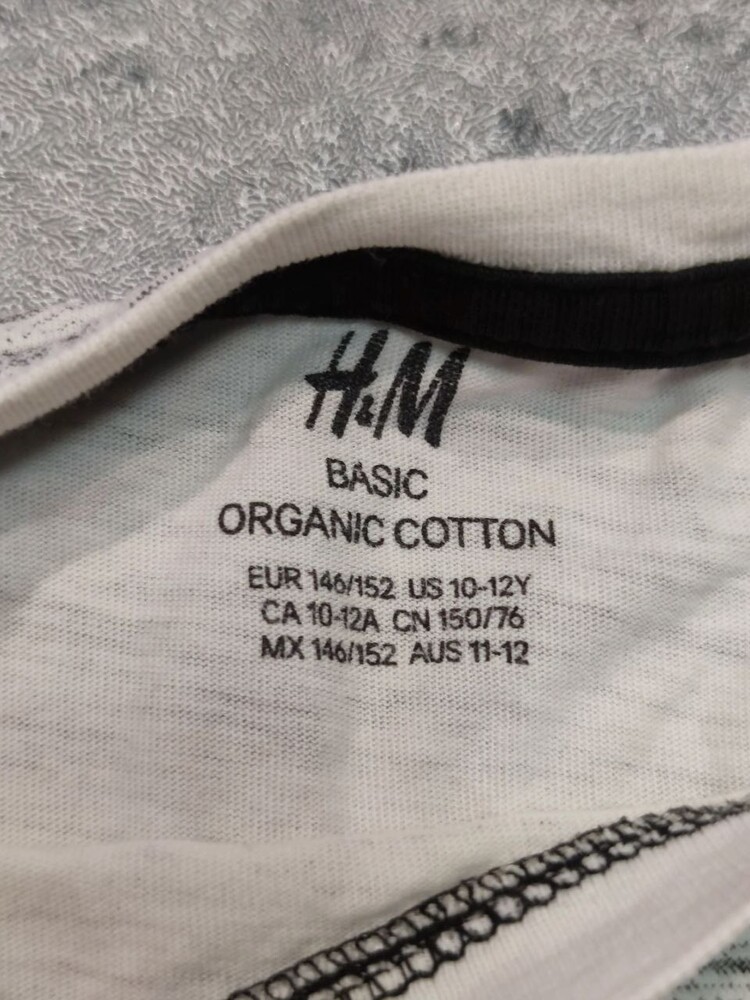 H&M
BASIC
ORGANIC COTTON
EUR 146/152 US 10-12Y
CA 10-12A CN 150/76
MX 146/152 AUS 11-12